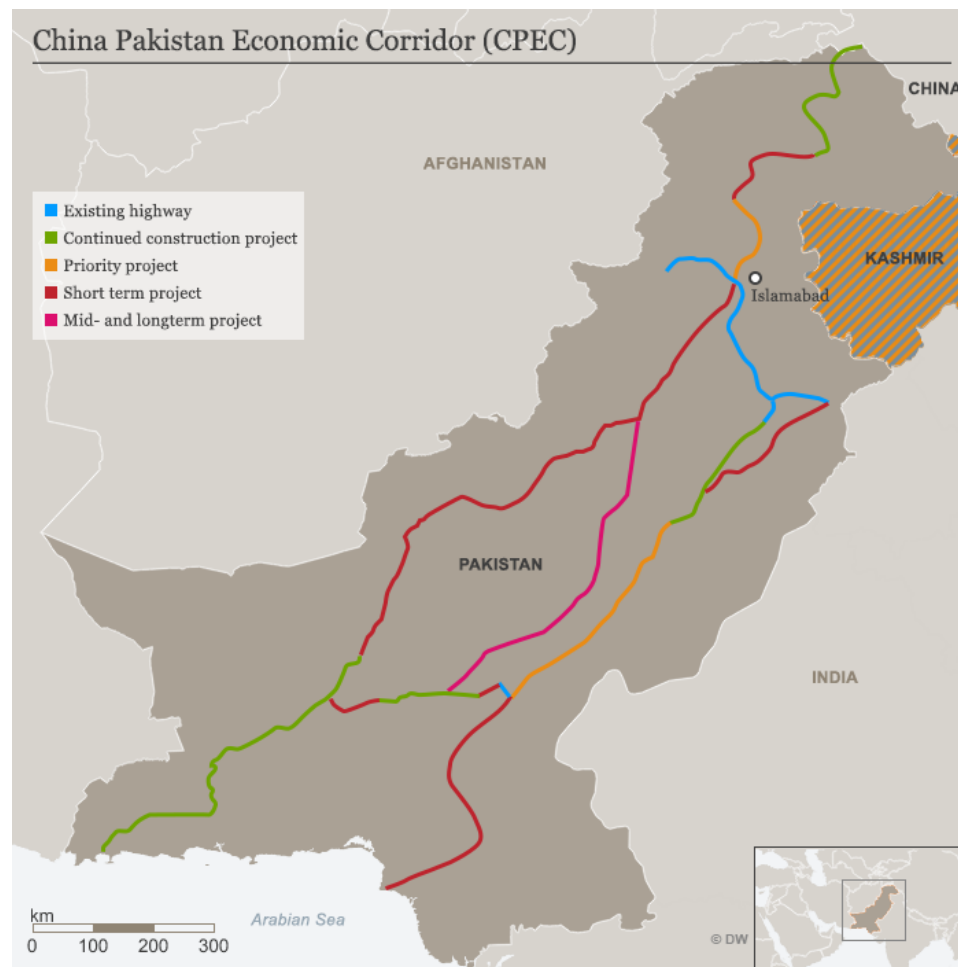 China Pakistan Economic Corridor (CPEC)
CHINA
AFGHANISTAN
Existing highway
Continued construction project
Priority project
Short term project
Mid- and longterm project
KASHMIR
Islamabad
PAKISTAN
INDIA
km
0 100 200 300
Arabian Sea
© DW